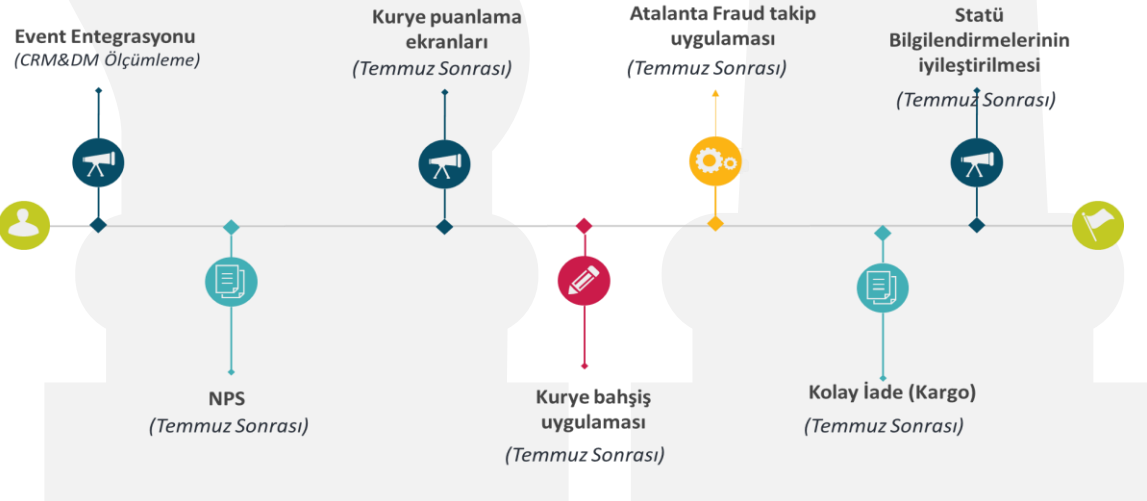 Event Entegrasyonu
(CRM&DM Ölçümleme)
Kurye puanlama
ekranları
(Temmuz Sonrası)
Atalanta Fraud takip
uygulaması
(Temmuz Sonrası)
Statü
Bilgilendirmelerinin
iyileştirilmesi
(Temmuz Sonrası)
NPS
(Temmuz Sonrası)
Kurye bahşiş
uygulaması
(Temmuz Sonrası)
Kolay İade (Kargo)
(Temmuz Sonrası)